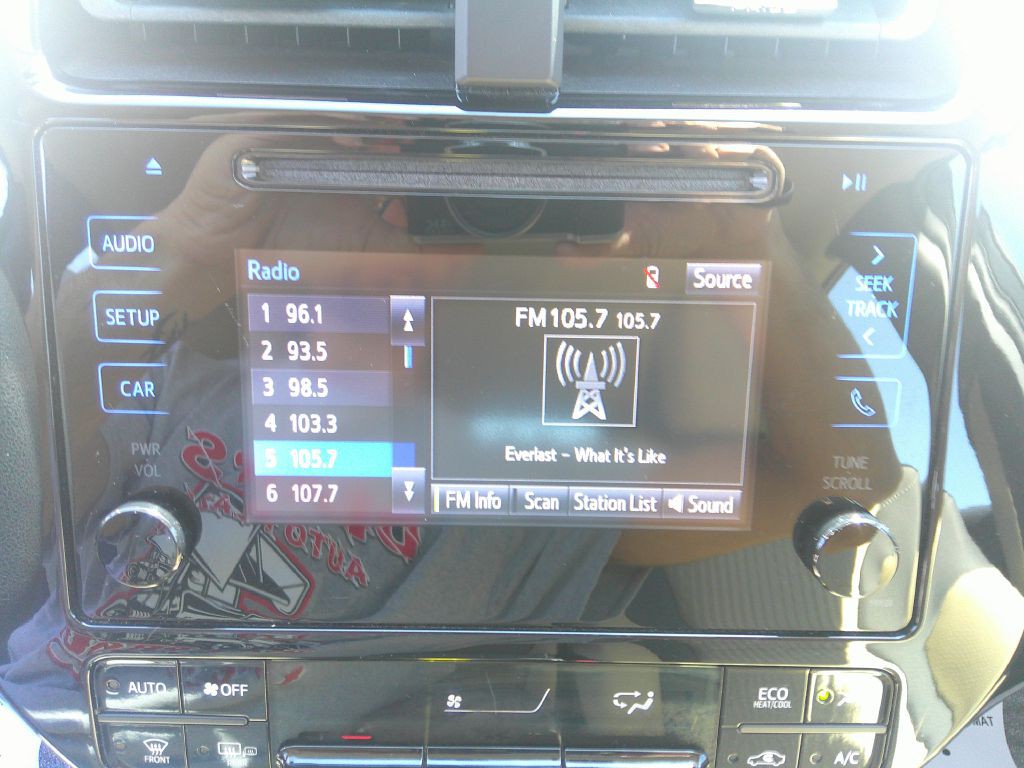 AUDIO
SETUP
CAR
PWR
VOL
Radio
Source
1 96.1
2 93.5
3 98.5
4 103.3
5 105.7
6 107.7
FM105.7 105.7
Everlast - What It's Like
FM Info Scan Station List Sound
SEEK
TRACK
TUNE
SCROLL
AUTO
OFF
ECO
HEAT/COOL
FRONT
A/C